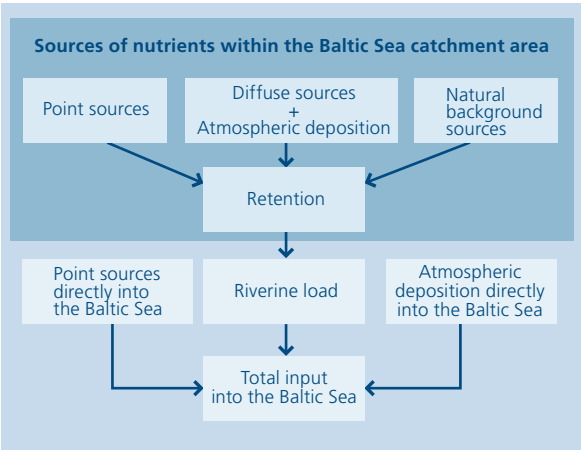 Sources of nutrients within the Baltic Sea catchment area
Point sources
Diffuse sources
+
Atmospheric deposition
Natural
background
sources
Retention
Point sources
directly into
the Baltic Sea
Riverine load
Atmospheric
deposition directly
into the Baltic Sea
Total input
into the Baltic Sea